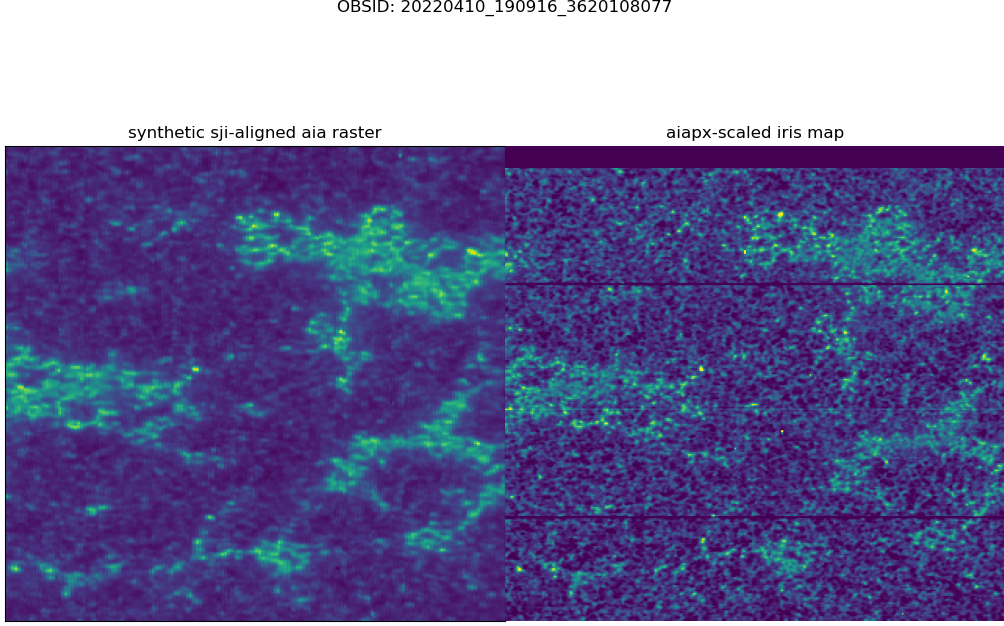 OBSID: 20220410_190916_3620108077
synthetic sji-aligned aia raster
aiapx-scaled iris map